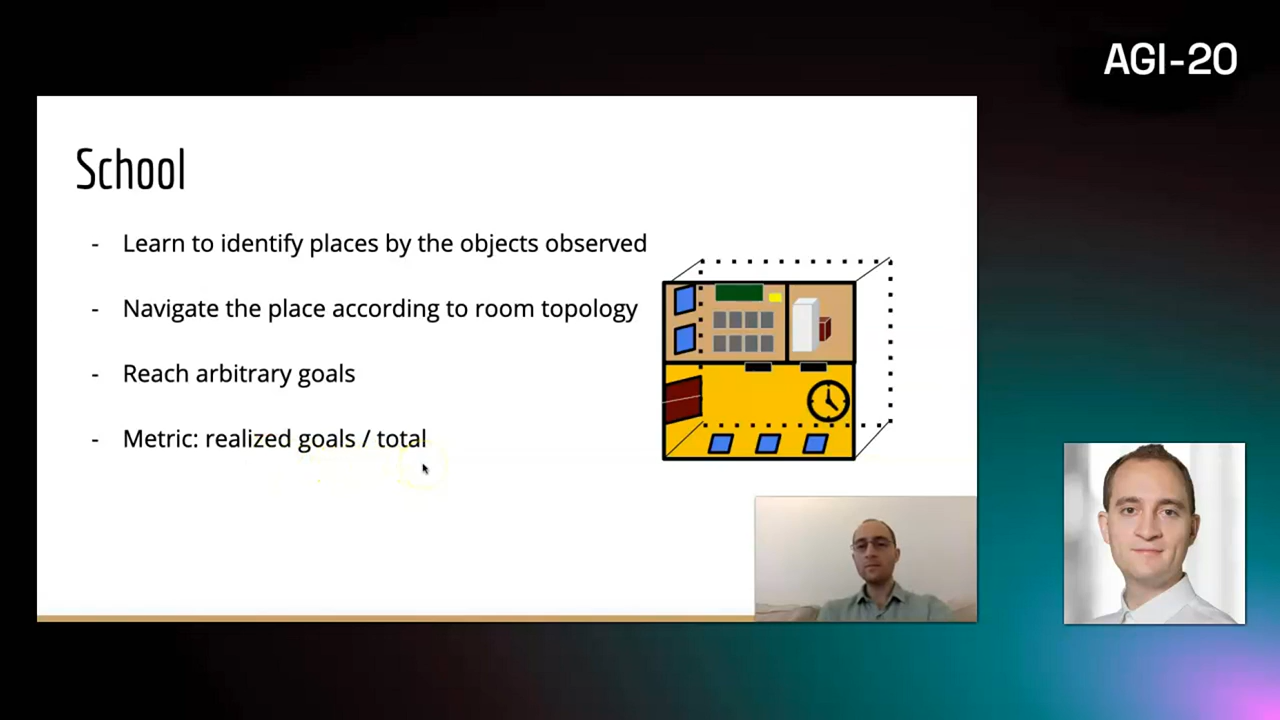 AGI-20
School
- Learn to identify places by the objects observed
- Navigate the place according to room topology
- Reach arbitrary goals
- Metric: realized goals / total